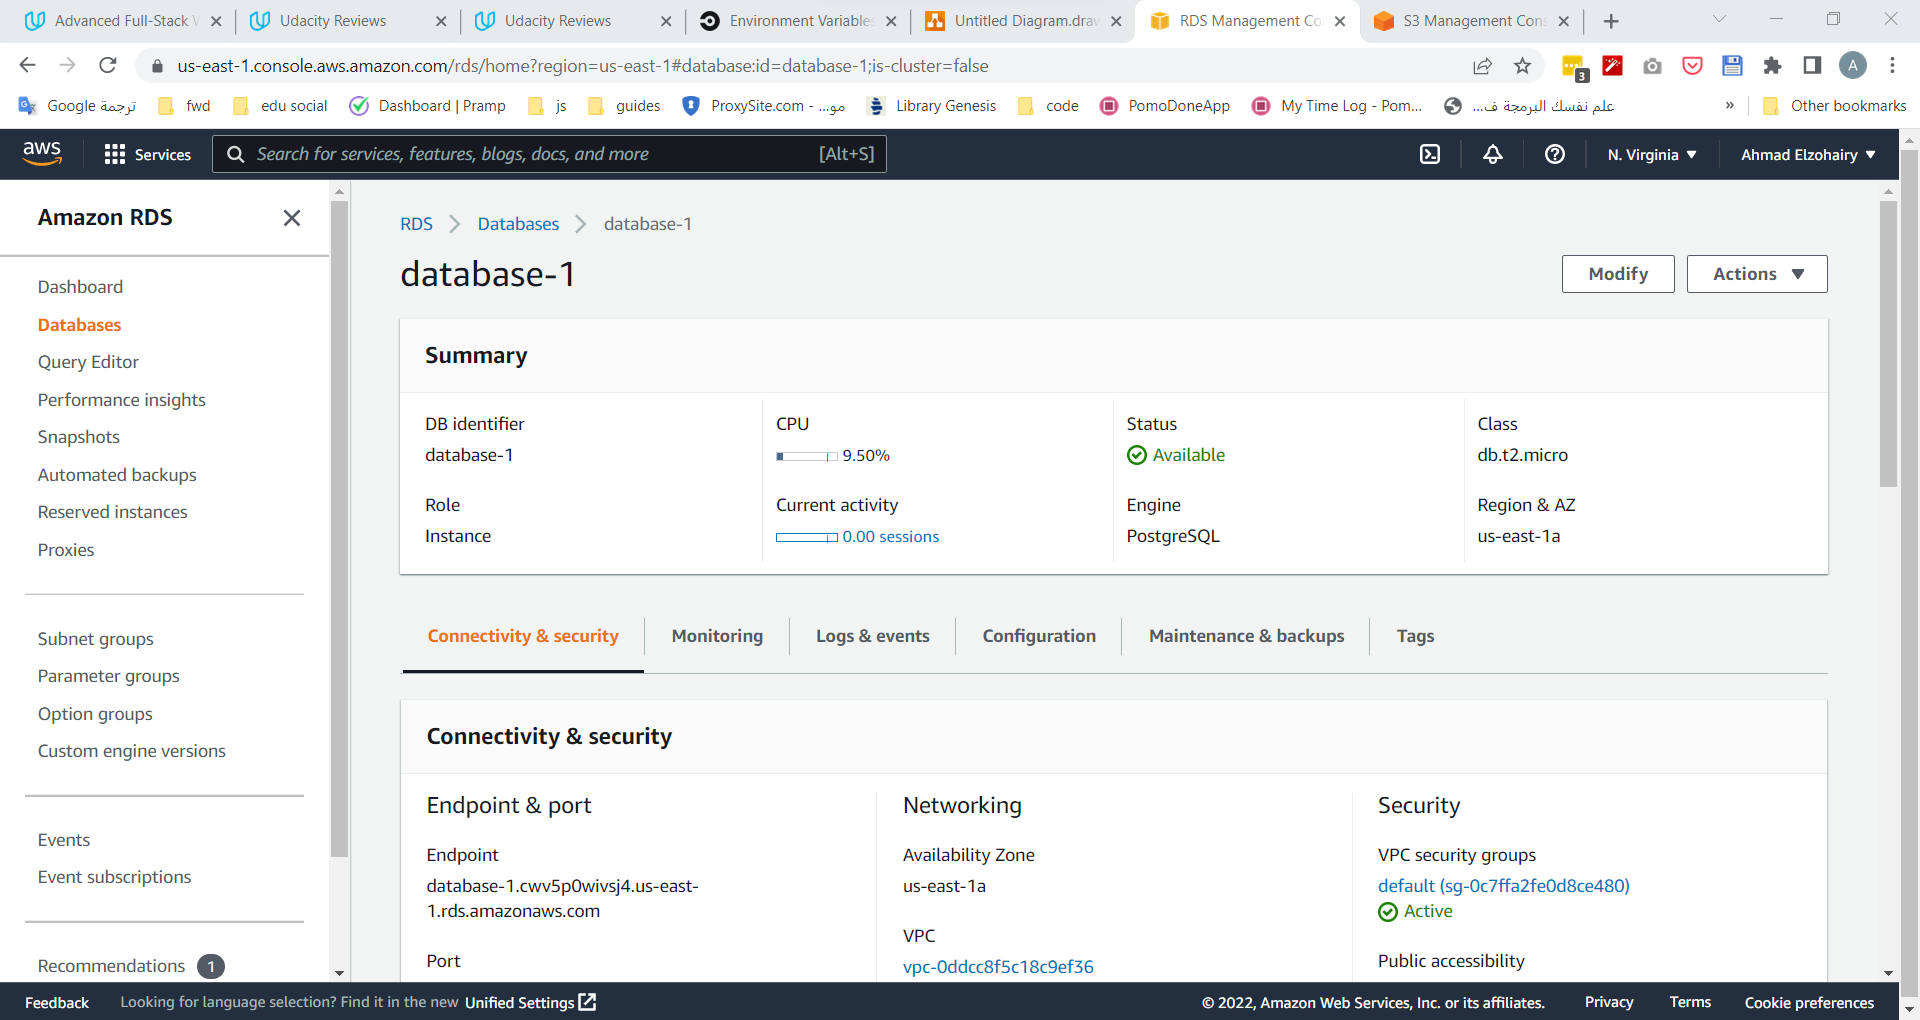 Advanced Full-Stack
Udacity Reviews
Udacity Reviews
Environment Variables
Untitled Diagram.draw
RDS Management Co
S3 Management Cons
us-east-1.console.aws.amazon.com/rds/home?region=us-east-1#database:id=database-1;is-cluster=false
3
A
ترجمة Google
fwd
edu social
Dashboard | Pramp
js
guides
ProxySite.com - ...مو
Library Genesis
code
PomoDoneApp
My Time Log - Pom...
علم نفسك البرمجة ف...
»
Other bookmarks
aws
Services
Search for services, features, blogs, docs, and more
[Alt+S]
N. Virginia
Ahmad Elzohairy
Amazon RDS
Dashboard
Databases
Query Editor
Performance insights
Snapshots
Automated backups
Reserved instances
Proxies
Subnet groups
Parameter groups
Option groups
Custom engine versions
Events
Event subscriptions
Recommendations 1
RDS
Databases
database-1
database-1
Modify
Actions
Summary
DB identifier
database-1
CPU
9.50%
Status
Available
Class
db.t2.micro
Role
Instance
Current activity
0.00 sessions
Engine
PostgreSQL
Region & AZ
us-east-1a
Connectivity & security
Monitoring
Logs & events
Configuration
Maintenance & backups
Tags
Connectivity & security
Endpoint & port
Endpoint
database-1.cwv5p0wivsj4.us-east-
1.rds.amazonaws.com
Port
Networking
Availability Zone
us-east-1a
VPC
vpc-0ddcc8f5c18c9ef36
Security
VPC security groups
default (sg-0c7ffa2fe0d8ce480)
Active
Public accessibility
Feedback
Looking for language selection? Find it in the new Unified Settings
© 2022, Amazon Web Services, Inc. or its affiliates.
Privacy
Terms
Cookie preferences